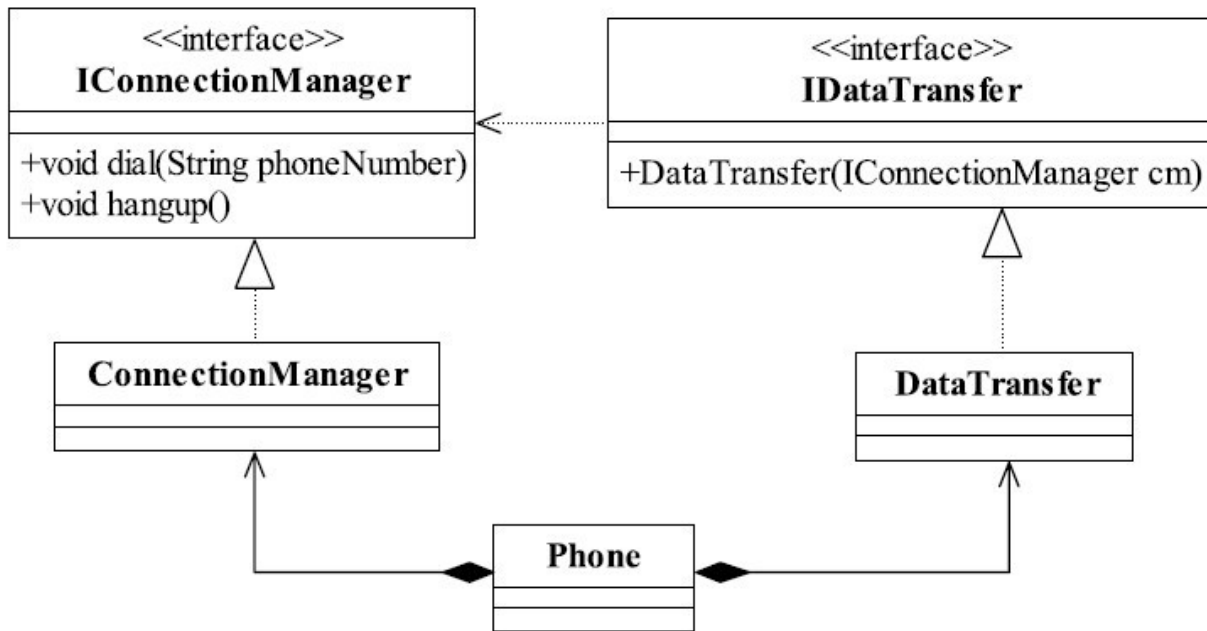 <<interface>>
IConnectionManager
+void dial(String phoneNumber)
+void hangup()
<<interface>>
IDataTransfer
+DataTransfer(IConnectionManager cm)
ConnectionManager
DataTransfer
Phone